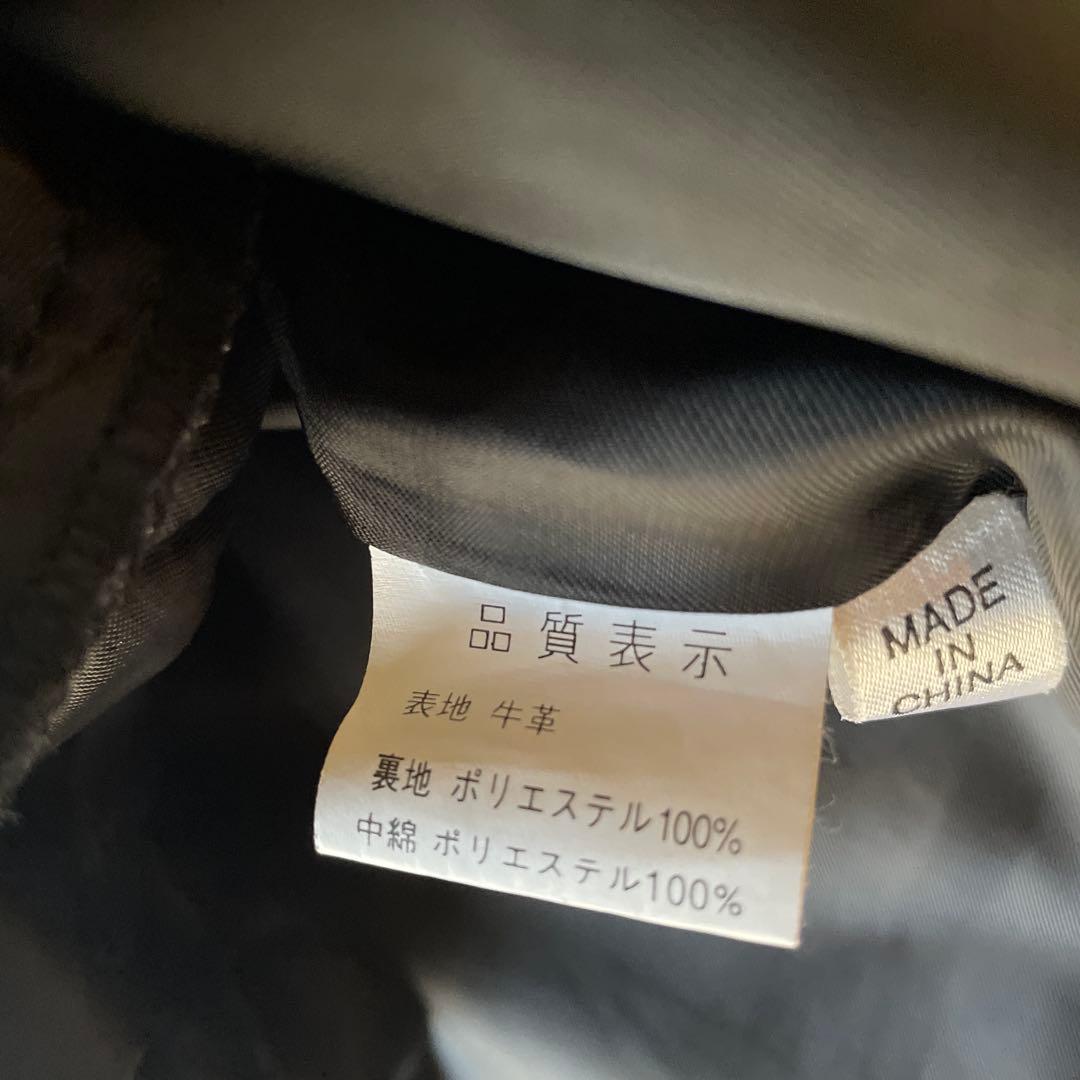 品質表示
表地 牛革
裏地 ポリエステル100%
中綿 ポリエステル100%
MADE
IN
CHINA